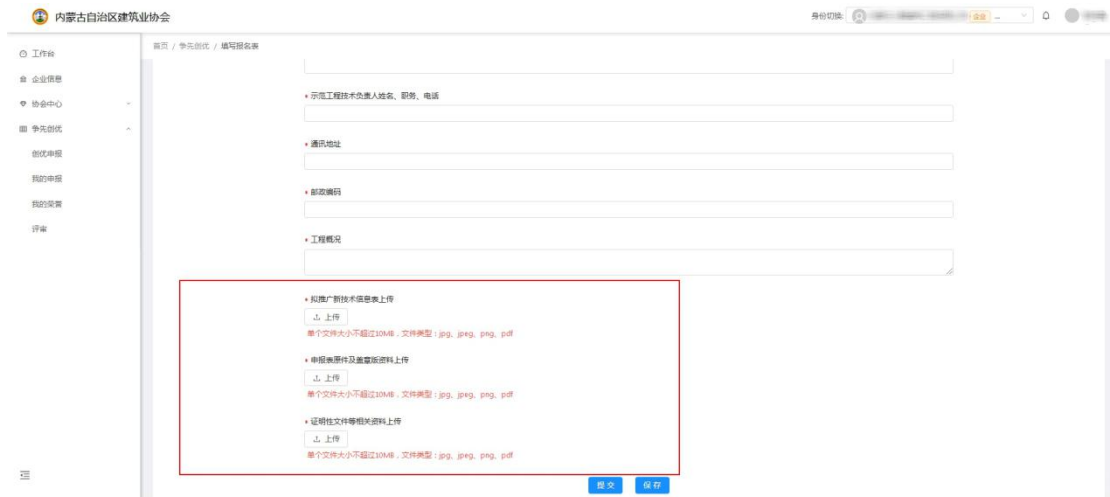 内蒙古自治区建筑业协会
身份切换
企业
首页 / 争先创优 / 填写报名表
工作台
企业信息
协会中心
争先创优
创优申报
我的申报
我的荣誉
评审
* 示范工程技术负责人姓名、职务、电话
* 通讯地址
* 邮政编码
* 工程概况
* 拟推广新技术信息表上传
上传
单个文件大小不超过10MB，文件类型：jpg、jpeg、png、pdf
* 申报表原件及盖章版资料上传
上传
单个文件大小不超过10MB，文件类型：jpg、jpeg、png、pdf
* 证明性文件等相关资料上传
上传
单个文件大小不超过10MB，文件类型：jpg、jpeg、png、pdf
提交 保存